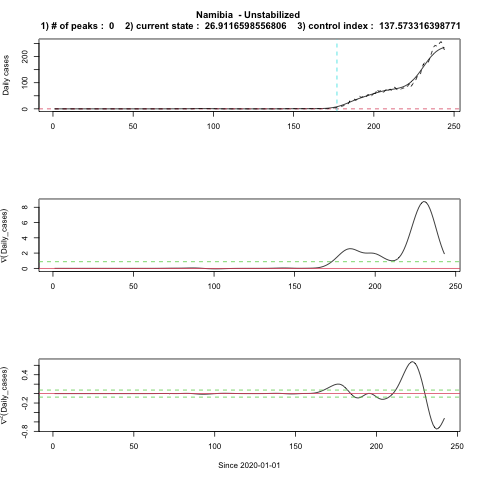 Namibia - Unstabilized
1) # of peaks : 0 2) current state : 26.9116598556806 3) control index : 137.573316398771
Daily cases
0 100 200
0 50 100 150 200 250
∇(Daily_cases)
0 2 4 6 8
0 50 100 150 200 250
∇²(Daily_cases)
-0.8 -0.2 0.4
0 50 100 150 200 250
Since 2020-01-01